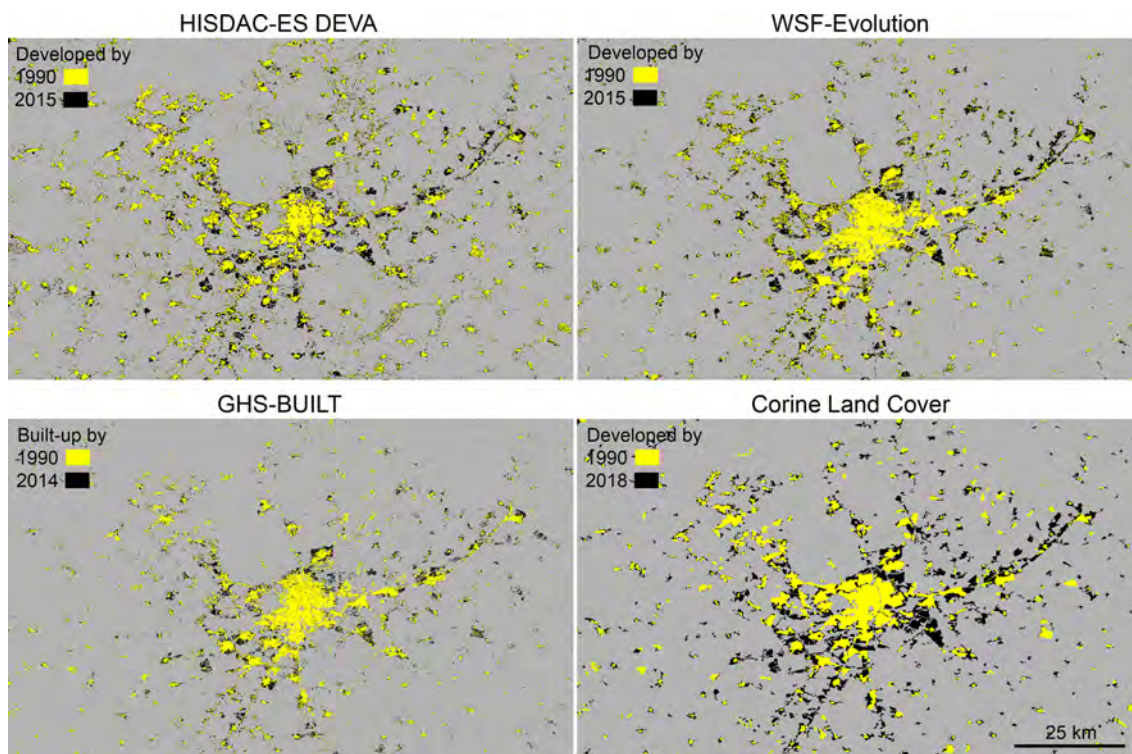 HISDAC-ES DEVA
Developed by
1990
2015
WSF-Evolution
Developed by
1990
2015
GHS-BUILT
Built-up by
1990
2014
Corine Land Cover
Developed by
1990
2018
25 km